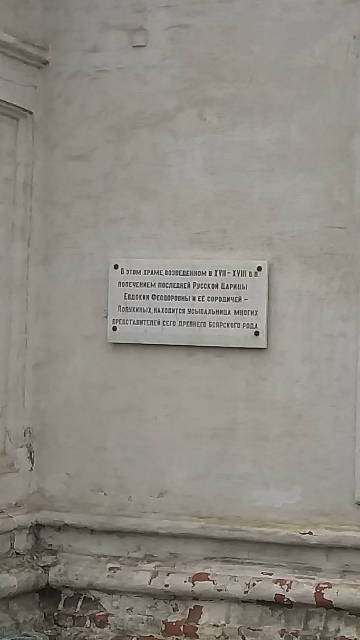 В этом храме, возведенном в XVII – XVIII в.в.
попечением последней Русской Царицы
Евдокии Феодоровны и её сородичей –
Лопухиных, находится усыпальница многих
представителей сего древнего боярского рода